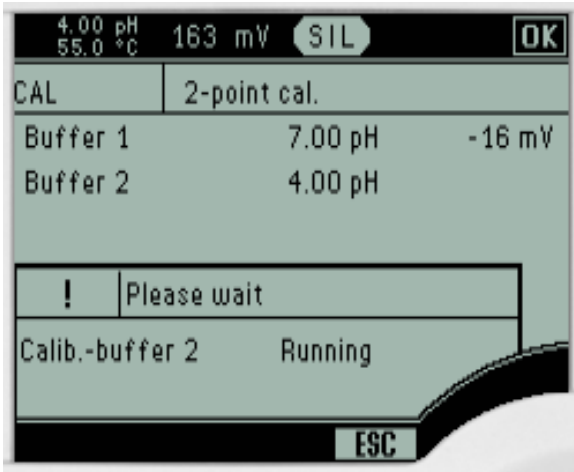 4.00 pH 163 mV SIL OK
55.0 °C
CAL 2-point cal.
Buffer 1 7.00 pH -16 mV
Buffer 2 4.00 pH
! Please wait
Calib.-buffer 2 Running
ESC